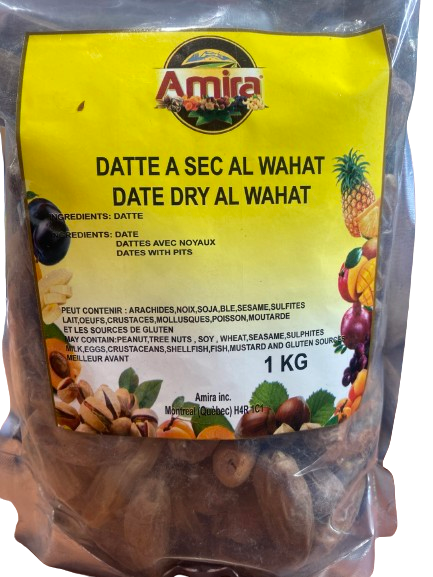 Amira
DATTE A SEC AL WAHAT
DATE DRY AL WAHAT
INGREDIENTS: DATTE
INGREDIENTS: DATE
DATTES AVEC NOYAUX
DATES WITH PITS
PEUT CONTENIR : ARACHIDES,NOIX,SOJA,BLE,SESAME,SULFITES
LAIT,OEUFS,CRUSTACES,MOLLUSQUES,POISSON,MOUTARDE
ET LES SOURCES DE GLUTEN
MAY CONTAIN:PEANUT,TREE NUTS , SOY , WHEAT,SEASAME,SULPHITES
MILK,EGGS,CRUSTACEANS,SHELLFISH,FISH,MUSTARD AND GLUTEN SOURCES
MEILLEUR AVANT
1 KG
Amira inc.
Montreal (Québec) H4R 1C1